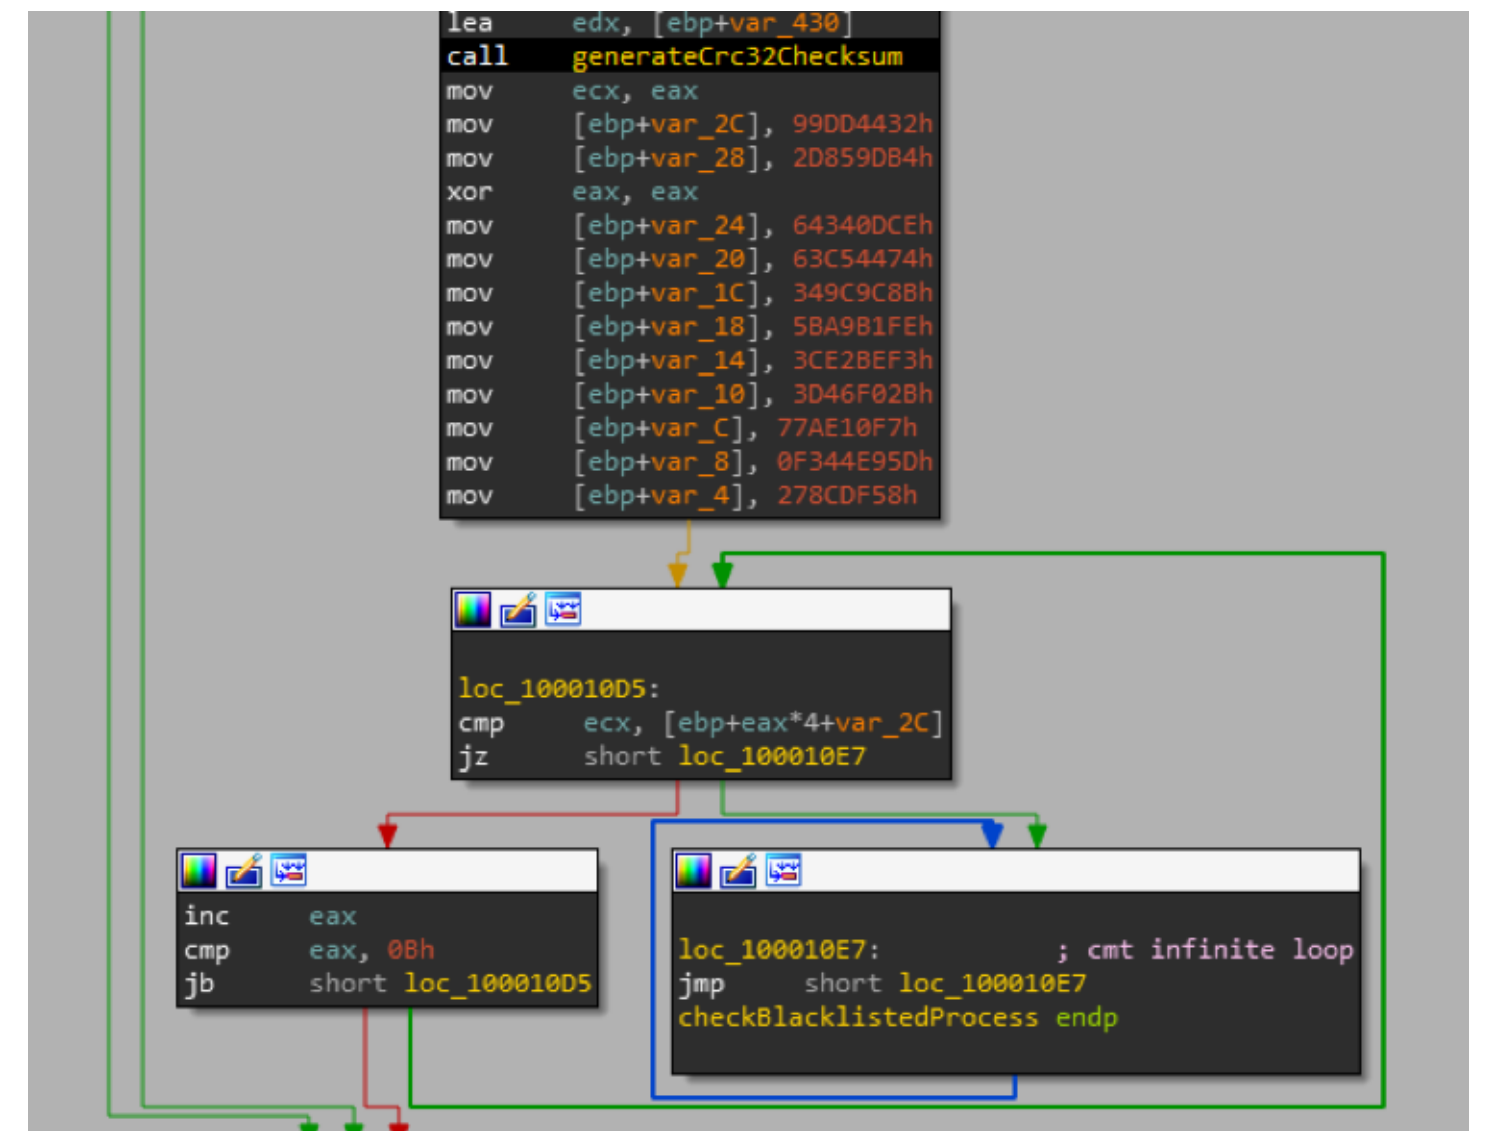 lea edx, [ebp+var_430]
call generateCrc32Checksum
mov ecx, eax
mov [ebp+var_2C], 99DD4432h
mov [ebp+var_28], 2D859DB4h
xor eax, eax
mov [ebp+var_24], 64340DCEh
mov [ebp+var_20], 63C54474h
mov [ebp+var_1C], 349C9C8Bh
mov [ebp+var_18], 5BA9B1FEh
mov [ebp+var_14], 3CE2BEF3h
mov [ebp+var_10], 3D46F02Bh
mov [ebp+var_C], 77AE10F7h
mov [ebp+var_8], 0F344E95Dh
mov [ebp+var_4], 278CDF58h
loc_100010D5:
cmp ecx, [ebp+eax*4+var_2C]
jz short loc_100010E7
inc eax
cmp eax, 0Bh
jb short loc_100010D5
loc_100010E7: ; cmt infinite loop
jmp short loc_100010E7
checkBlacklistedProcess endp